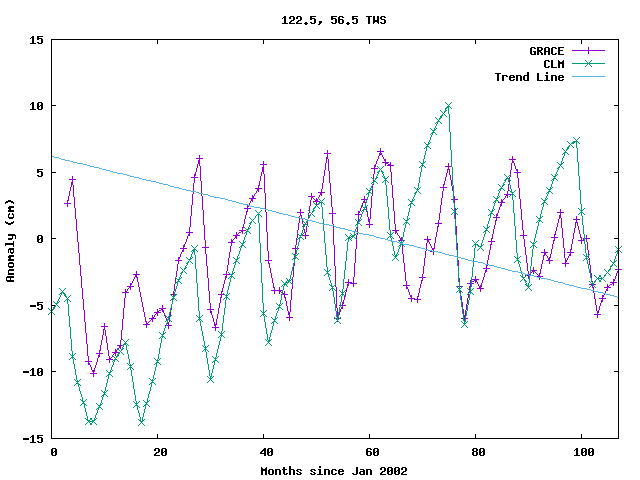 122.5, 56.5 TWS
GRACE
CLM
Trend Line
15
10
5
0
-5
-10
-15
Anomaly (cm)
0 20 40 60 80 100
Months since Jan 2002